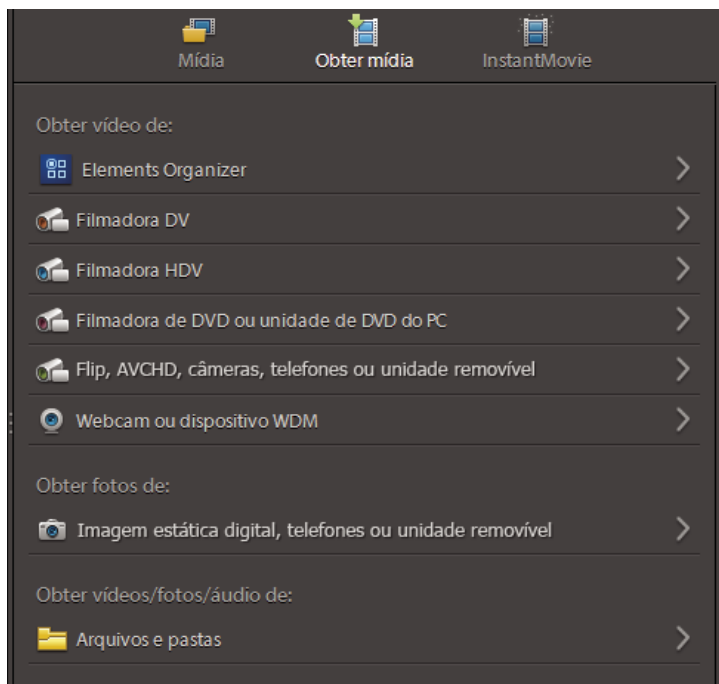 Mídia Obter mídia InstantMovie
Obter vídeo de:
Elements Organizer
Filmadora DV
Filmadora HDV
Filmadora de DVD ou unidade de DVD do PC
Flip, AVCHD, câmeras, telefones ou unidade removível
Webcam ou dispositivo WDM
Obter fotos de:
Imagem estática digital, telefones ou unidade removível
Obter vídeos/fotos/áudio de:
Arquivos e pastas